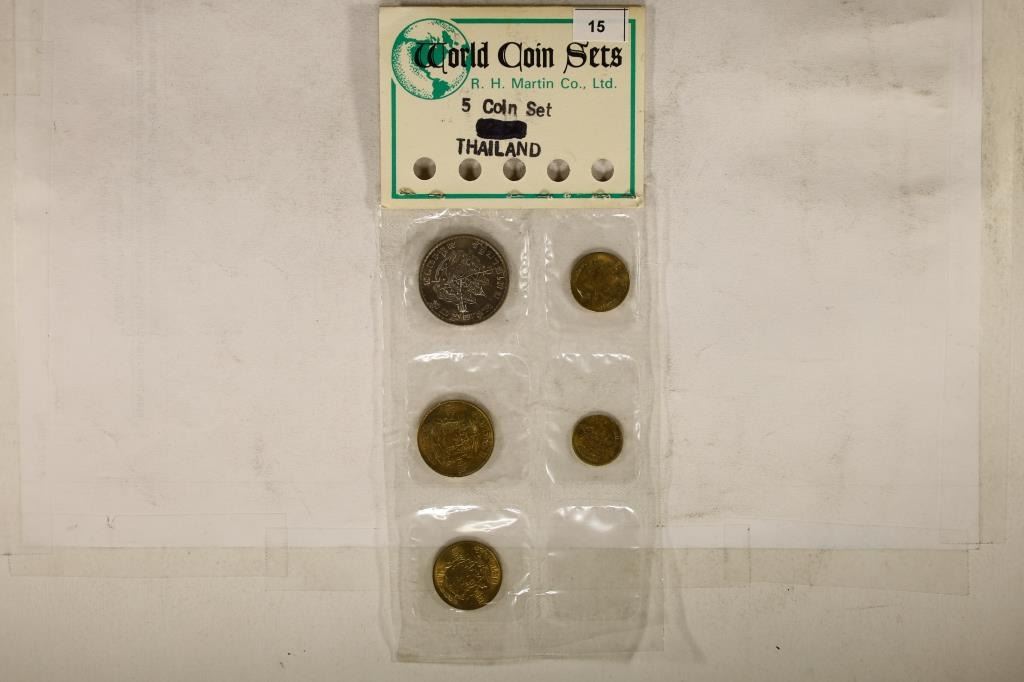 15
World Coin Sets
R. H. Martin Co., Ltd.
5 Coin Set
THAILAND